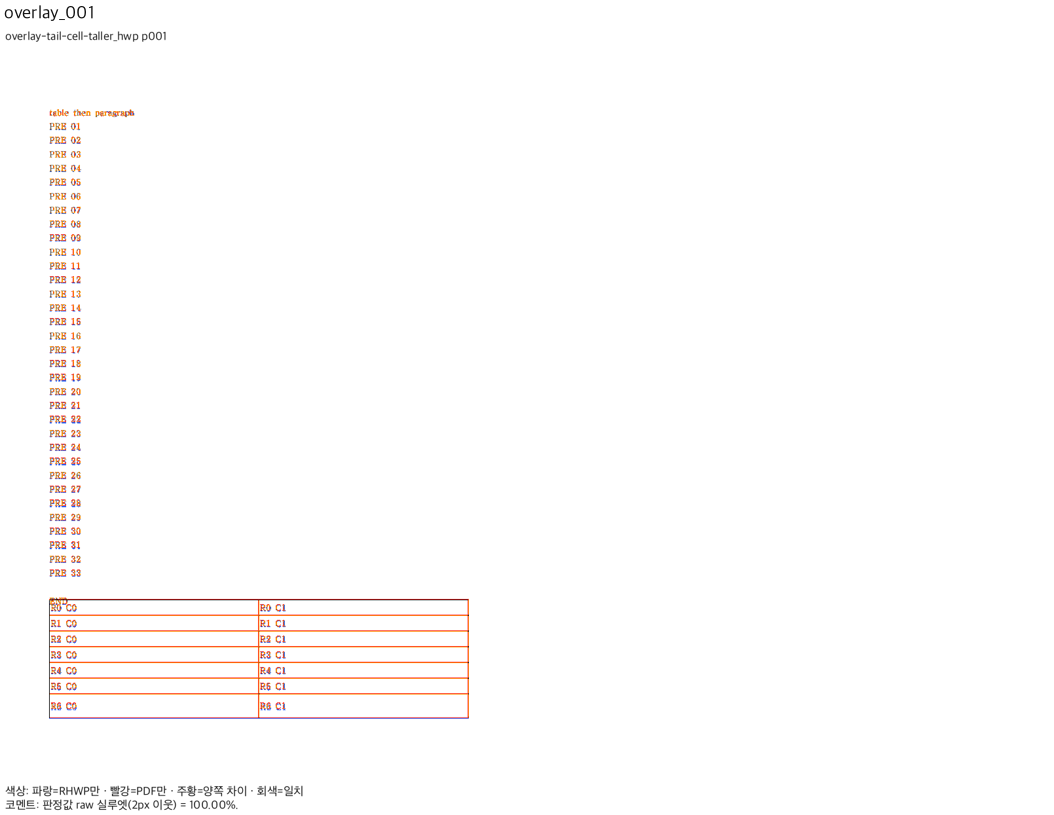 overlay_001
overlay-tail-cell-taller_hwp p001
table then paragraph
PRE 01
PRE 02
PRE 03
PRE 04
PRE 05
PRE 06
PRE 07
PRE 08
PRE 09
PRE 10
PRE 11
PRE 12
PRE 13
PRE 14
PRE 15
PRE 16
PRE 17
PRE 18
PRE 19
PRE 20
PRE 21
PRE 22
PRE 23
PRE 24
PRE 25
PRE 26
PRE 27
PRE 28
PRE 29
PRE 30
PRE 31
PRE 32
PRE 33
END
R0 C0 R0 C1
R1 C0 R1 C1
R2 C0 R2 C1
R3 C0 R3 C1
R4 C0 R4 C1
R5 C0 R5 C1
R6 C0 R6 C1
색상: 파랑=RHWP만 · 빨강=PDF만 · 주황=양쪽 차이 · 회색=일치
코멘트: 판정값 raw 실루엣(2px 이웃) = 100.00%.